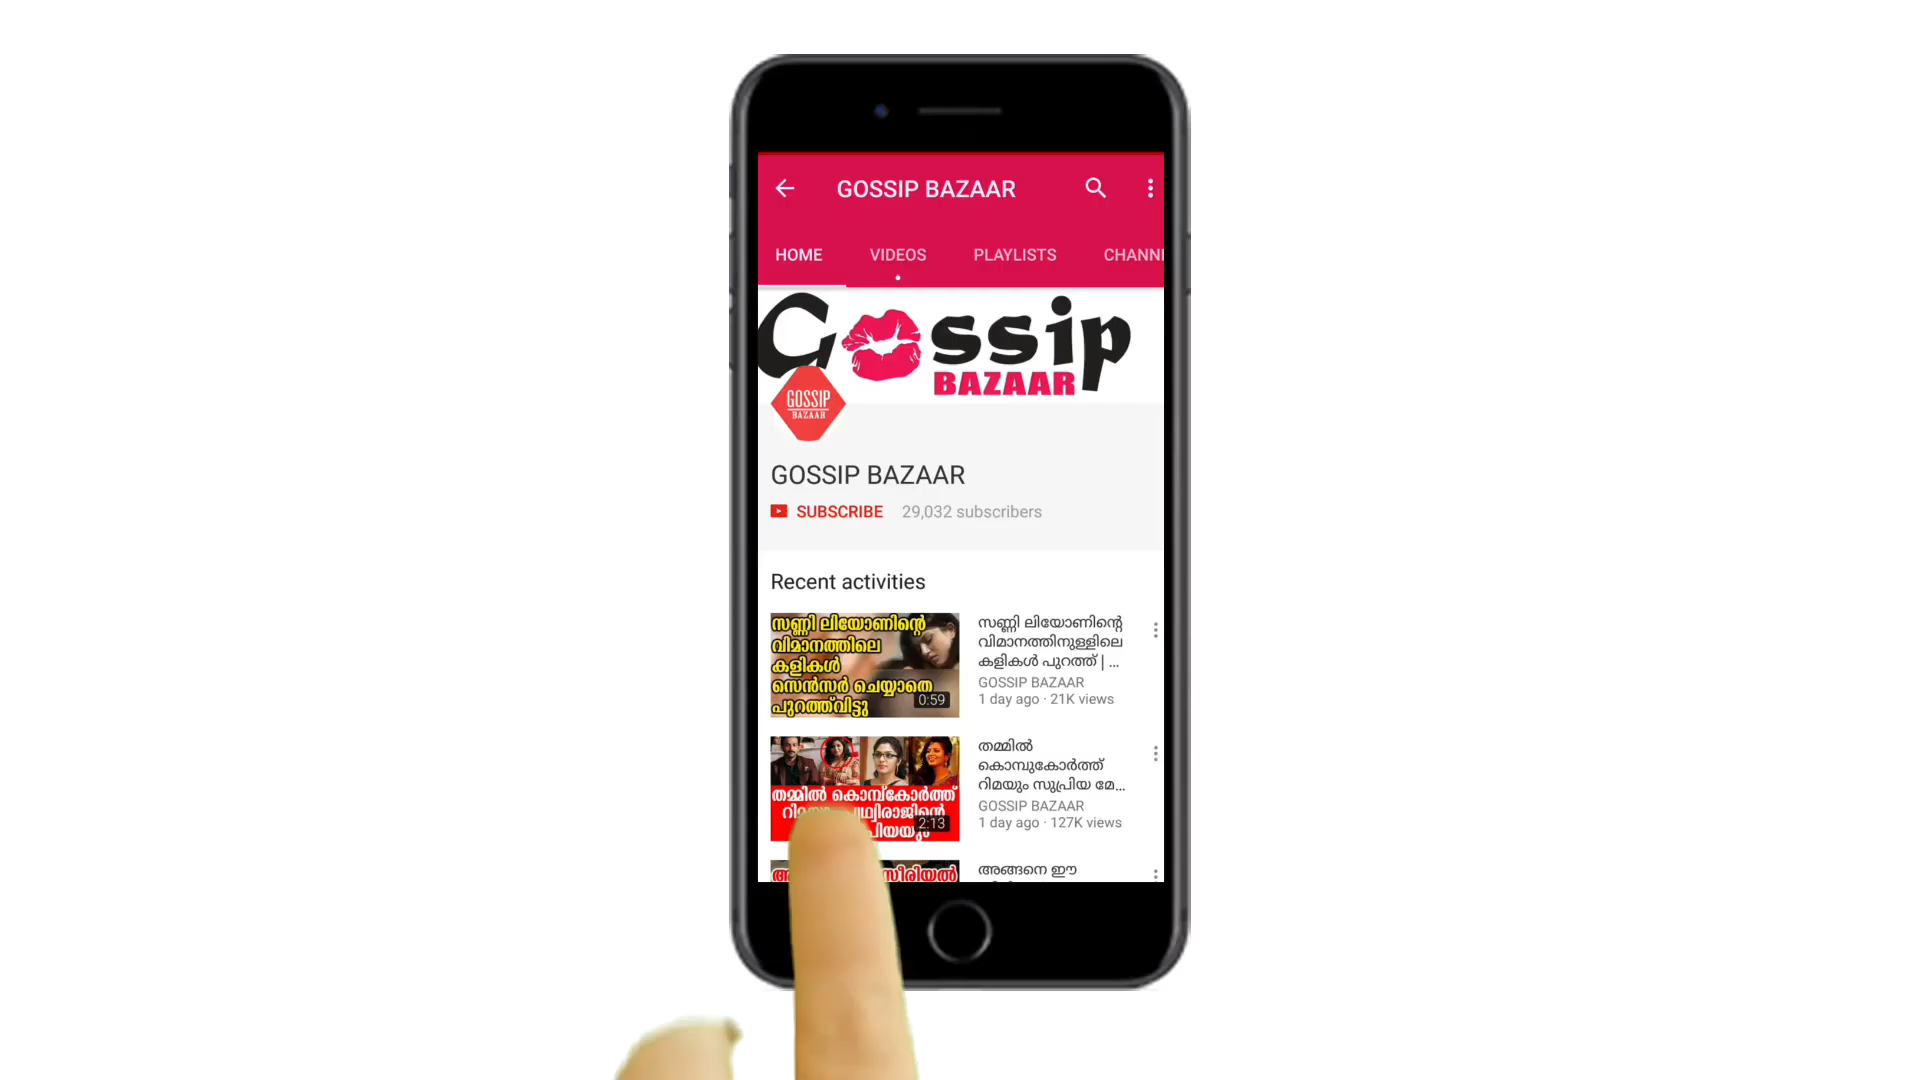 GOSSIP BAZAAR
HOME VIDEOS PLAYLISTS CHANN
Gossip
BAZAAR
GOSSIP
BAZAAR
GOSSIP BAZAAR
SUBSCRIBE 29,032 subscribers
Recent activities
സണ്ണി ലിയോണിന്റെ
വിമാനത്തിലെ
കളികൾ
സെൻസർ ചെയ്യാതെ
പുറത്ത്‌വിട്ടു
0:59
സണ്ണി ലിയോണിന്റെ
വിമാനത്തിനുള്ളിലെ
കളികൾ പുറത്ത് | ...
GOSSIP BAZAAR
1 day ago · 21K views
തമ്മിൽ കൊമ്പ്കോർത്ത്
2:13
തമ്മിൽ
കൊമ്പുകോർത്ത്
റിമയും സുപ്രിയ മേ...
GOSSIP BAZAAR
1 day ago · 127K views
സീരിയൽ
അങ്ങനെ ഈ